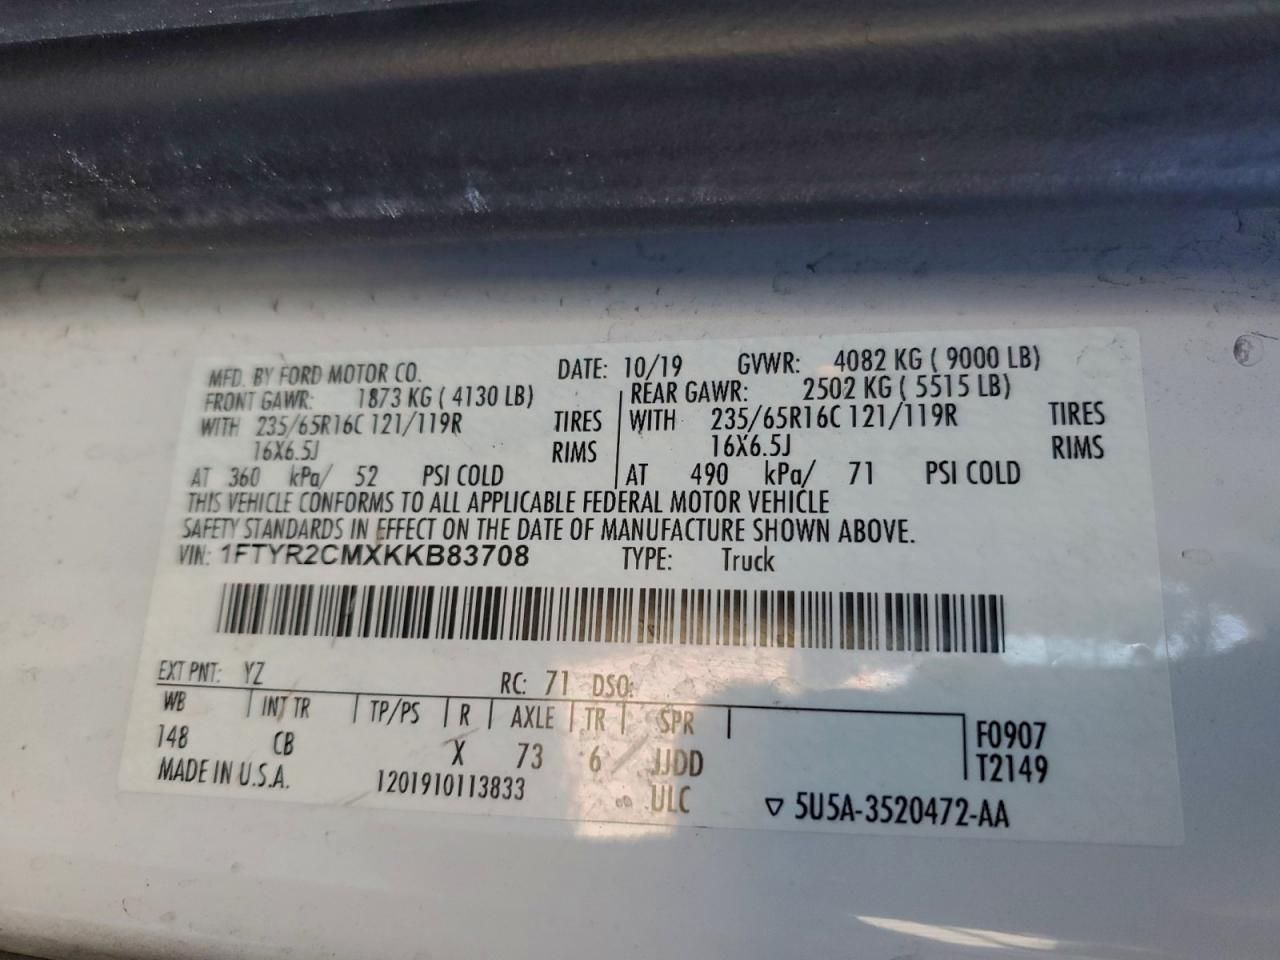 MFD. BY FORD MOTOR CO. DATE: 10/19 GVWR: 4082 KG ( 9000 LB)
FRONT GAWR: 1873 KG ( 4130 LB) REAR GAWR: 2502 KG ( 5515 LB)
WITH 235/65R16C 121/119R TIRES WITH 235/65R16C 121/119R TIRES
16X6.5J RIMS 16X6.5J RIMS
AT 360 kPa/ 52 PSI COLD AT 490 kPa/ 71 PSI COLD
THIS VEHICLE CONFORMS TO ALL APPLICABLE FEDERAL MOTOR VEHICLE
SAFETY STANDARDS IN EFFECT ON THE DATE OF MANUFACTURE SHOWN ABOVE.
VIN: 1FTYR2CMXKKB83708 TYPE: Truck
EXT PNT: YZ RC: 71 DSO:
WB INT TR TP/PS R AXLE TR SPR F0907
148 CB X 73 6 JJDD T2149
MADE IN U.S.A. 1201910113833 ULC ▽ 5U5A-3520472-AA